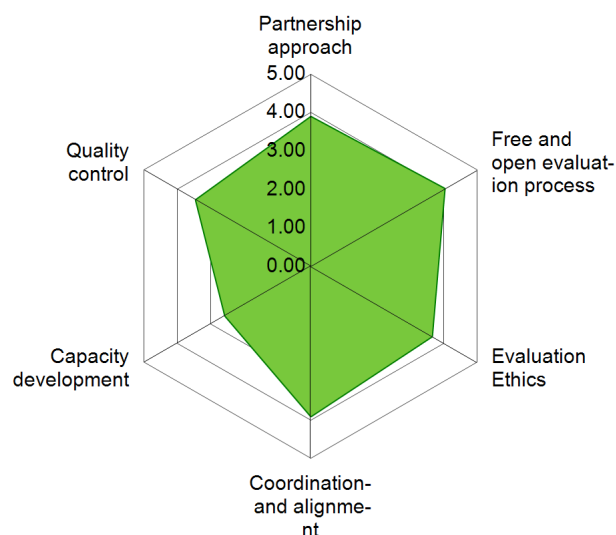 Partnership
approach
5.00
4.00
3.00
2.00
1.00
0.00
Free and
open evaluat-
ion process
Evaluation
Ethics
Coordination-
and alignme-
nt
Capacity
development
Quality
control